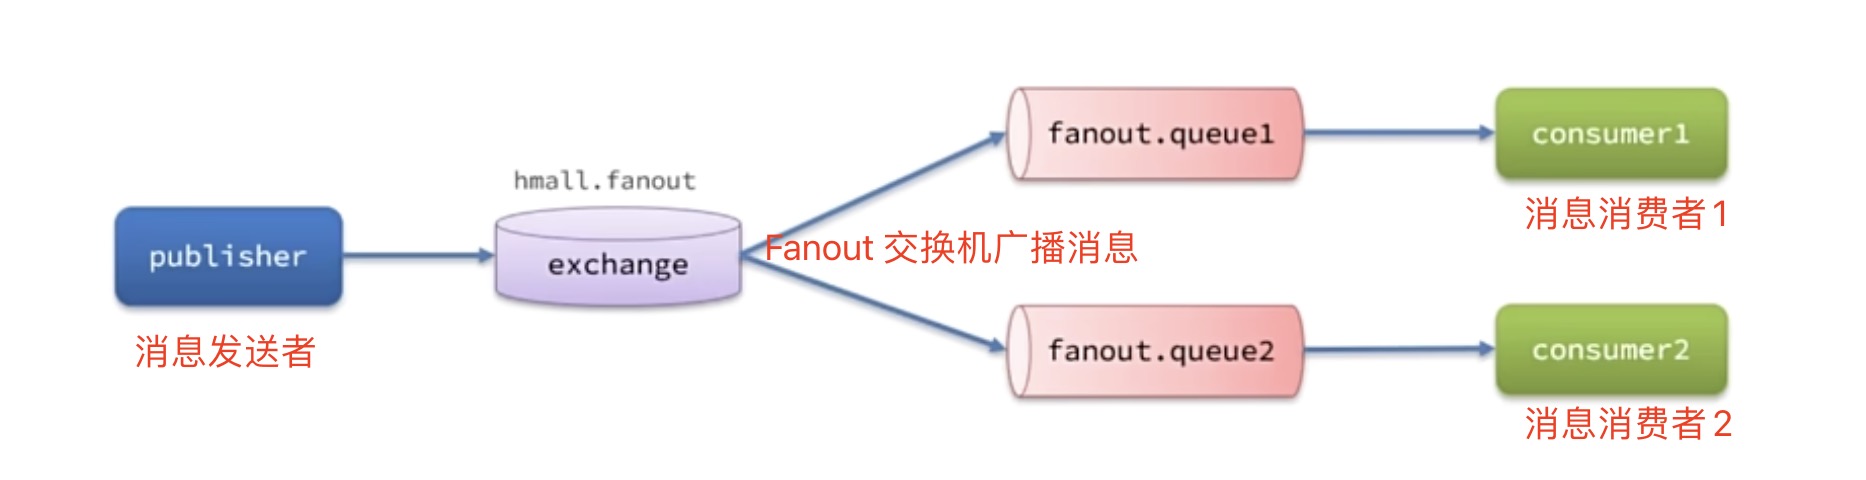 hmall.fanout
publisher
exchange
Fanout 交换机广播消息
fanout.queue1
consumer1
消息消费者1
消息发送者
fanout.queue2
consumer2
消息消费者2